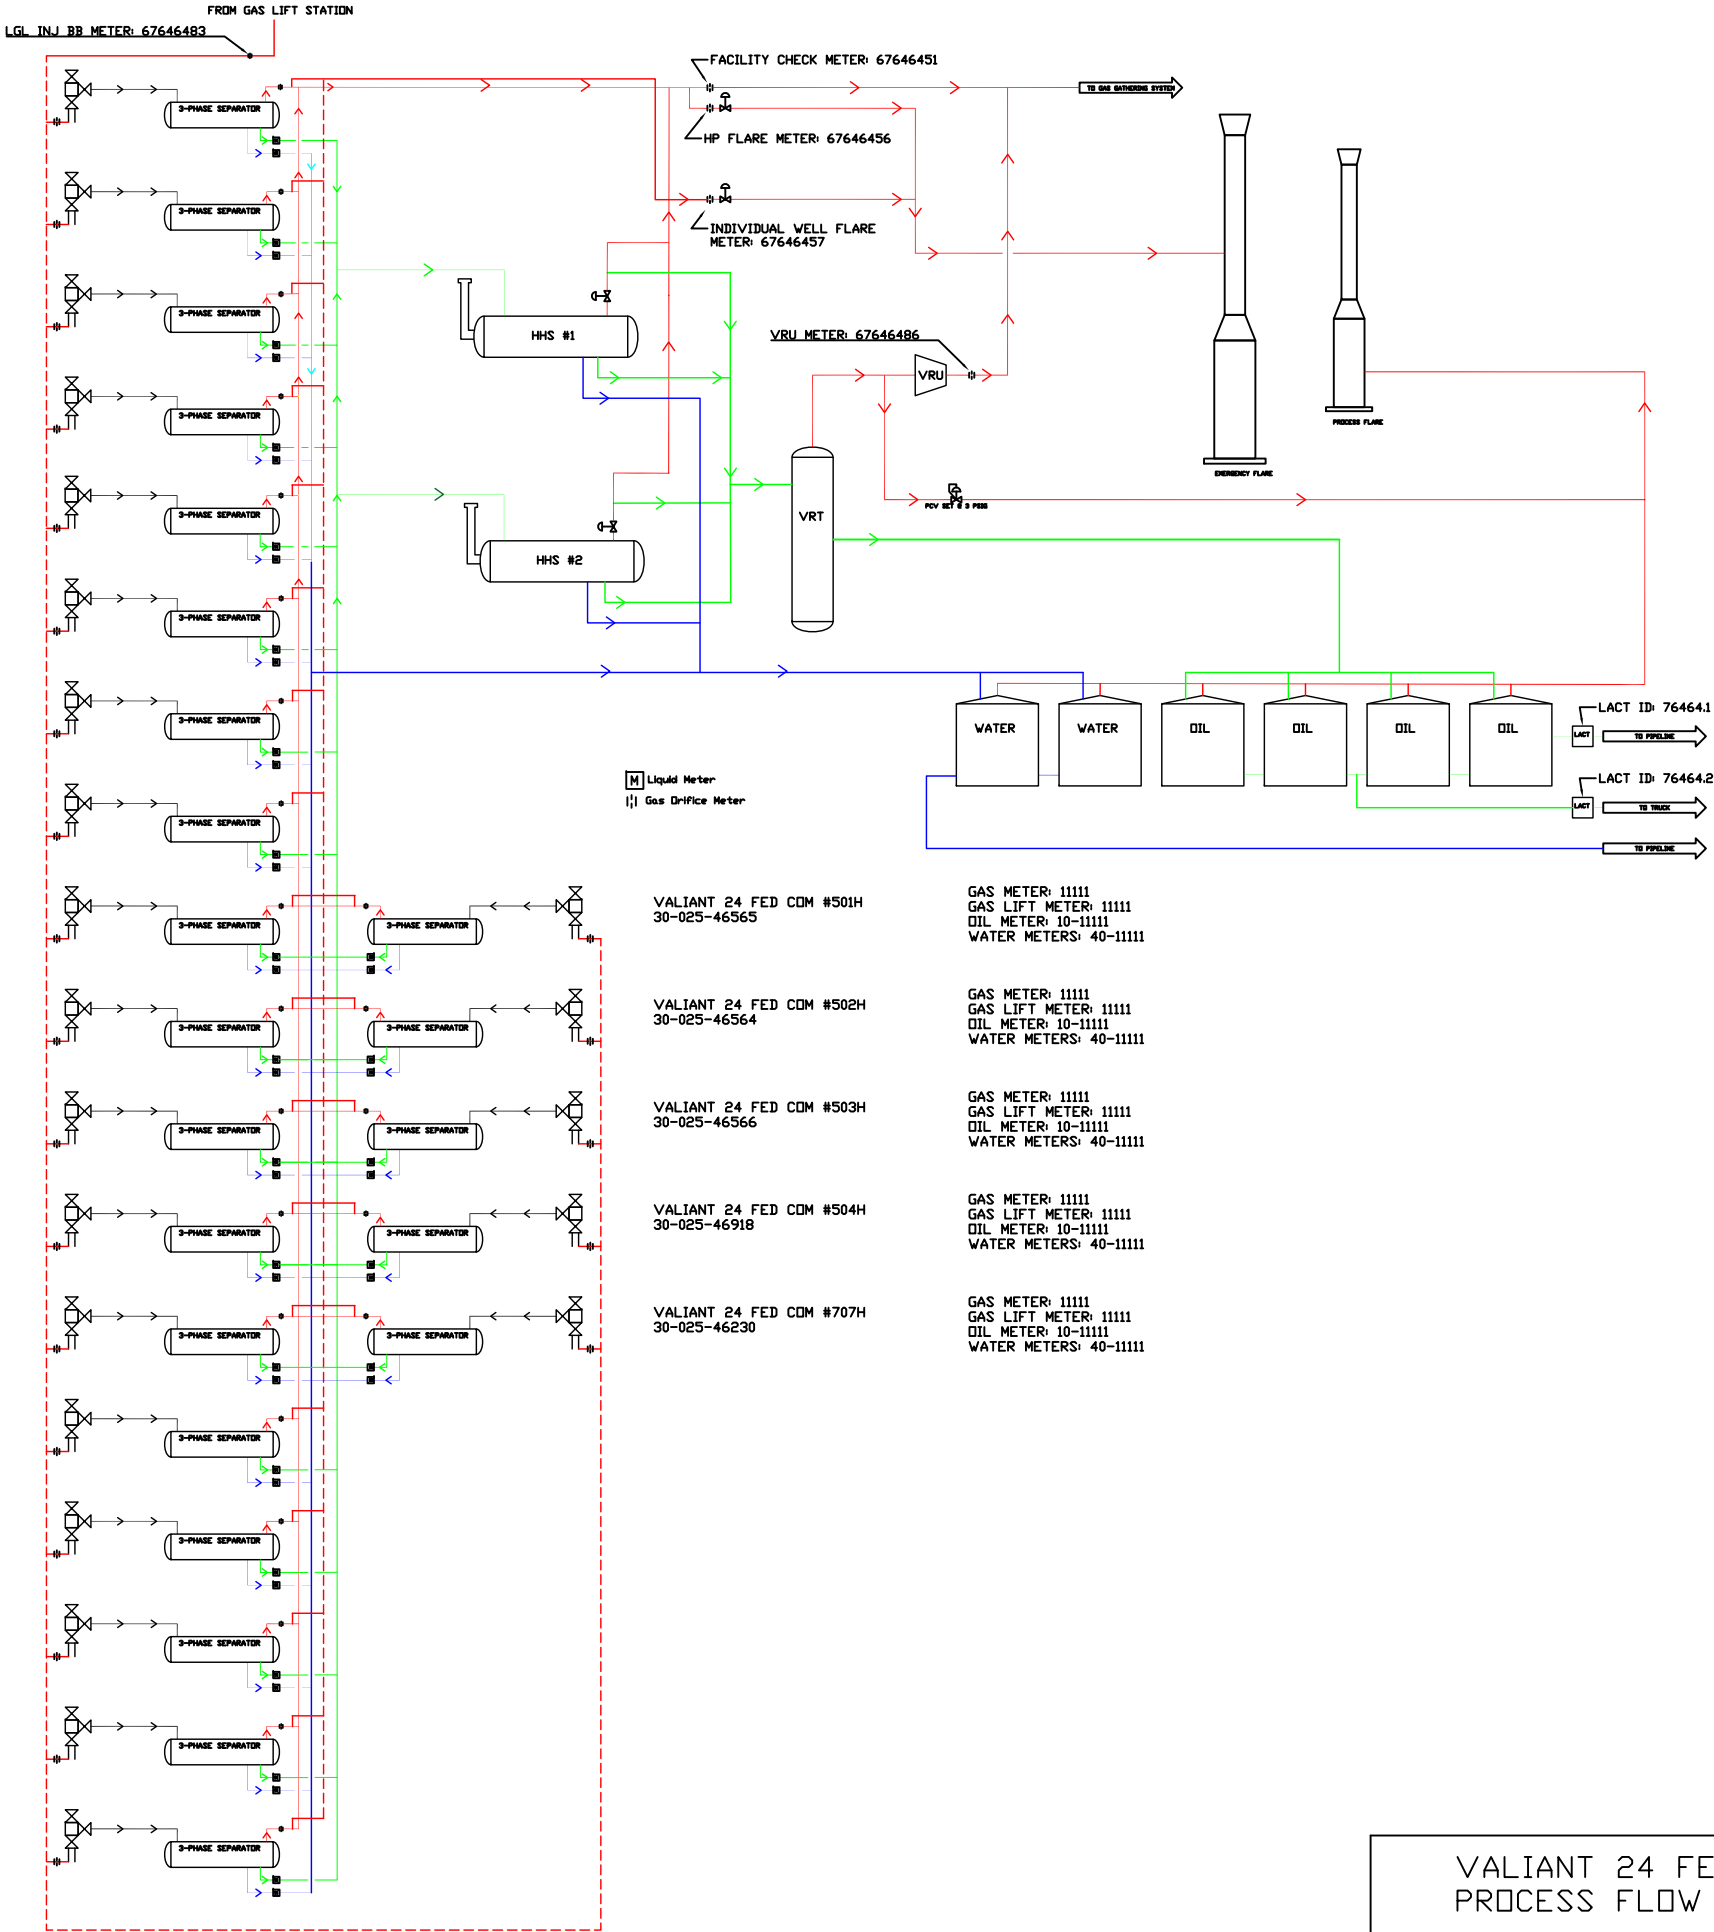 FROM GAS LIFT STATION
LGL INJ BB METER: 67646483
FACILITY CHECK METER: 67646451
TO GAS GATHERING SYSTEM
HP FLARE METER: 67646456
INDIVIDUAL WELL FLARE
METER: 67646457
3-PHASE SEPARATOR
3-PHASE SEPARATOR
3-PHASE SEPARATOR
3-PHASE SEPARATOR
3-PHASE SEPARATOR
3-PHASE SEPARATOR
3-PHASE SEPARATOR
3-PHASE SEPARATOR
HHS #1
HHS #2
VRU METER: 67646486
VRU
VRT
PCV SET @ 3 PSIG
EMERGENCY FLARE
PROCESS FLARE
WATER
WATER
OIL
OIL
OIL
OIL
LACT ID: 76464.1
LACT
TO PIPELINE
LACT ID: 76464.2
LACT
TO TRUCK
TO PIPELINE
M Liquid Meter
Gas Orifice Meter
3-PHASE SEPARATOR
3-PHASE SEPARATOR
VALIANT 24 FED COM #501H
30-025-46565
GAS METER: 11111
GAS LIFT METER: 11111
OIL METER: 10-11111
WATER METERS: 40-11111
3-PHASE SEPARATOR
3-PHASE SEPARATOR
VALIANT 24 FED COM #502H
30-025-46564
GAS METER: 11111
GAS LIFT METER: 11111
OIL METER: 10-11111
WATER METERS: 40-11111
3-PHASE SEPARATOR
3-PHASE SEPARATOR
VALIANT 24 FED COM #503H
30-025-46566
GAS METER: 11111
GAS LIFT METER: 11111
OIL METER: 10-11111
WATER METERS: 40-11111
3-PHASE SEPARATOR
3-PHASE SEPARATOR
VALIANT 24 FED COM #504H
30-025-46918
GAS METER: 11111
GAS LIFT METER: 11111
OIL METER: 10-11111
WATER METERS: 40-11111
3-PHASE SEPARATOR
3-PHASE SEPARATOR
VALIANT 24 FED COM #707H
30-025-46230
GAS METER: 11111
GAS LIFT METER: 11111
OIL METER: 10-11111
WATER METERS: 40-11111
3-PHASE SEPARATOR
3-PHASE SEPARATOR
3-PHASE SEPARATOR
3-PHASE SEPARATOR
3-PHASE SEPARATOR
VALIANT 24 FE
PROCESS FLOW